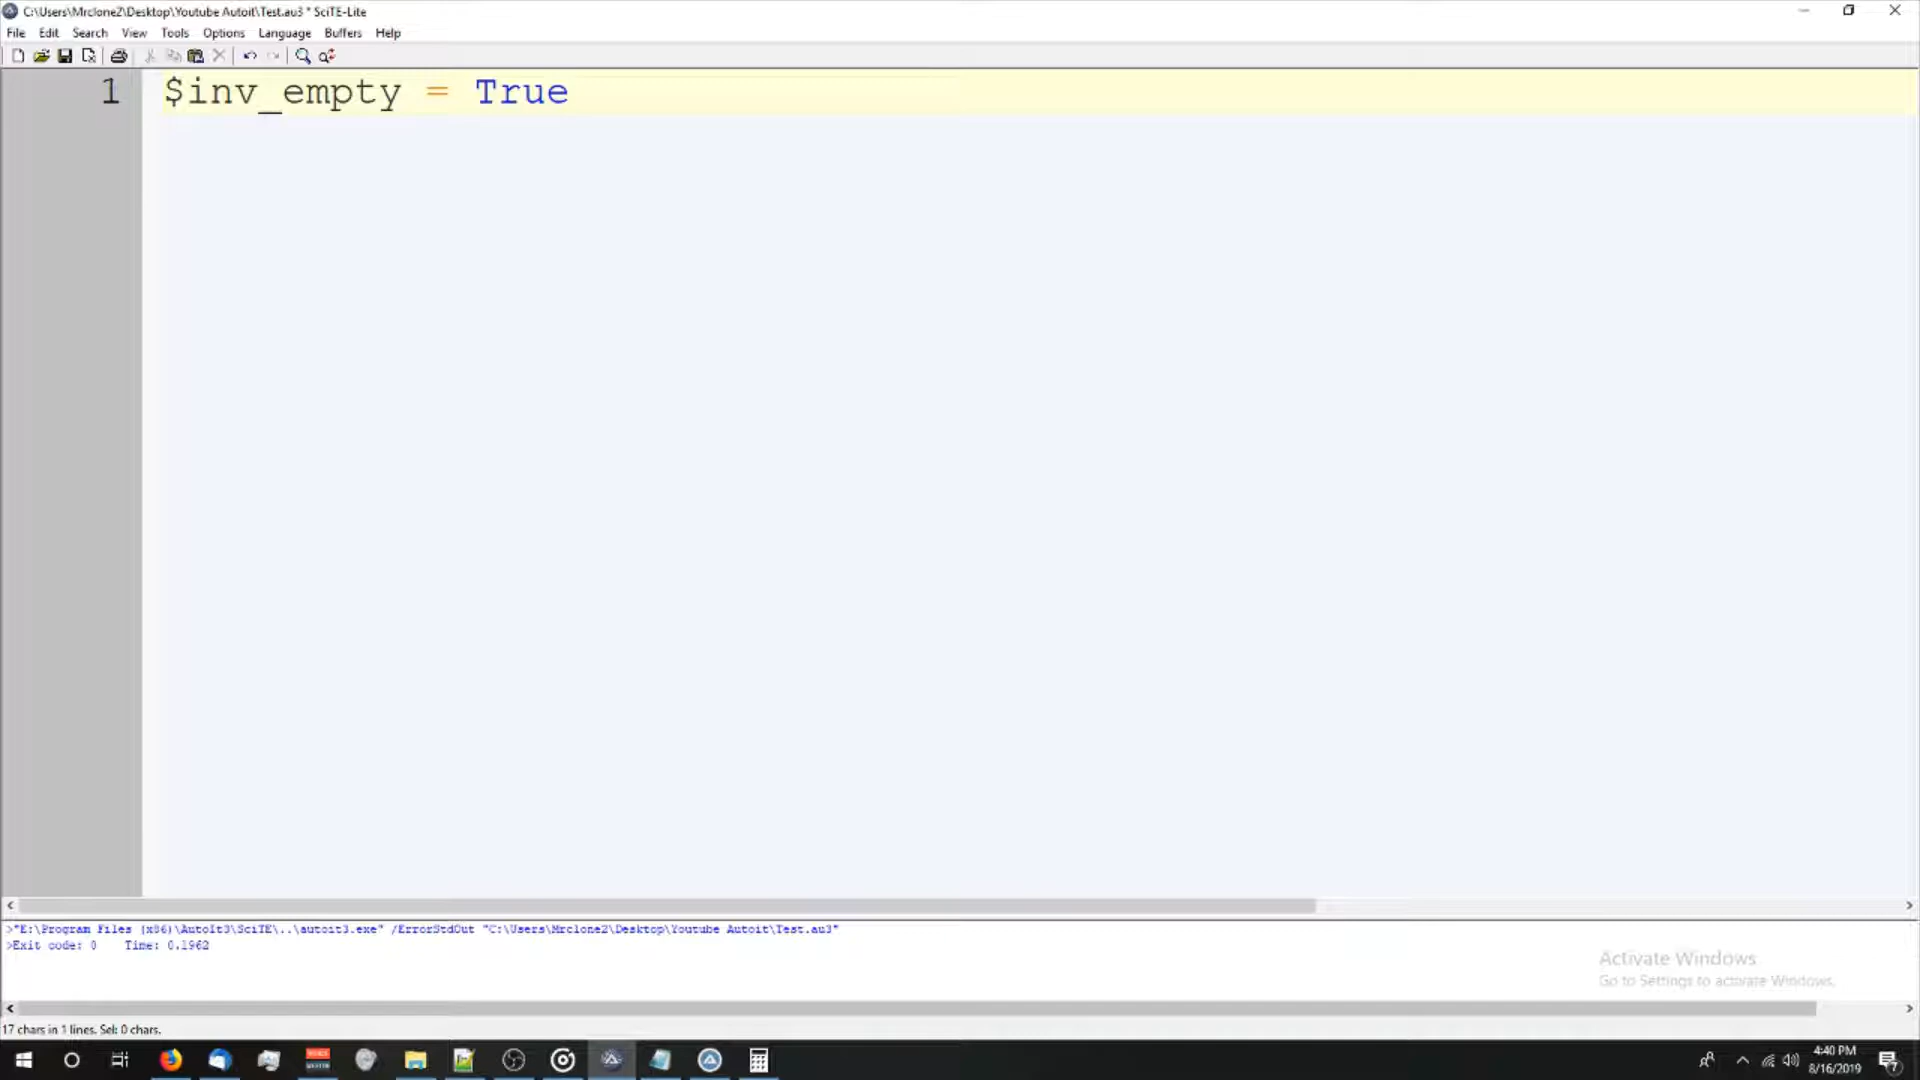 C:\Users\Mrclone2\Desktop\Youtube Autoit\Test.au3 * SciTE-Lite
File Edit Search View Tools Options Language Buffers Help
1 $inv_empty = True
>"E:\Program Files (x86)\AutoIt3\SciTE\..\autoit3.exe" /ErrorStdOut "C:\Users\Mrclone2\Desktop\Youtube Autoit\Test.au3"
>Exit code: 0 Time: 0.1962
Activate Windows
Go to Settings to activate Windows.
17 chars in 1 lines. Sel: 0 chars.
4:40 PM
8/16/2019
7